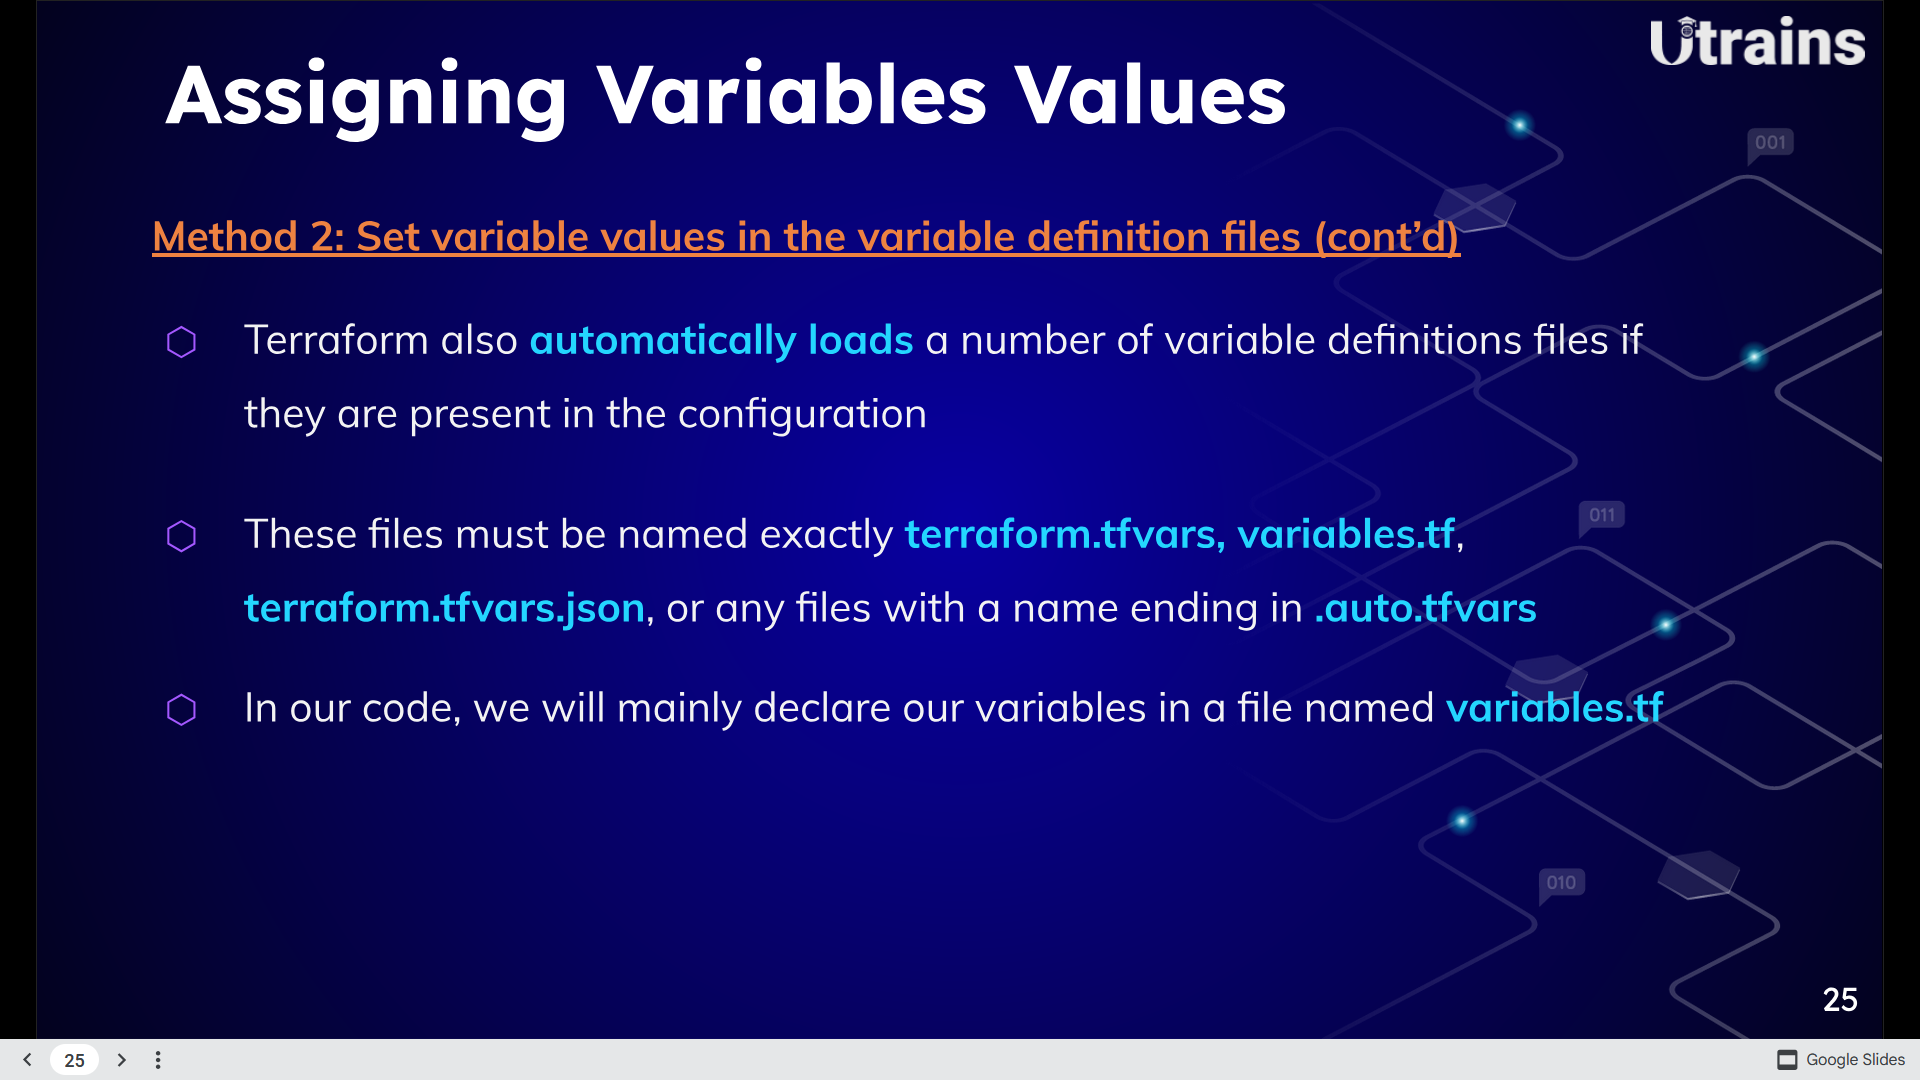 Utrains
Assigning Variables Values
001
Method 2: Set variable values in the variable definition files (cont’d)
Terraform also automatically loads a number of variable definitions files if
they are present in the configuration
011
These files must be named exactly terraform.tfvars, variables.tf,
terraform.tfvars.json, or any files with a name ending in .auto.tfvars
In our code, we will mainly declare our variables in a file named variables.tf
010
25
25
Google Slides